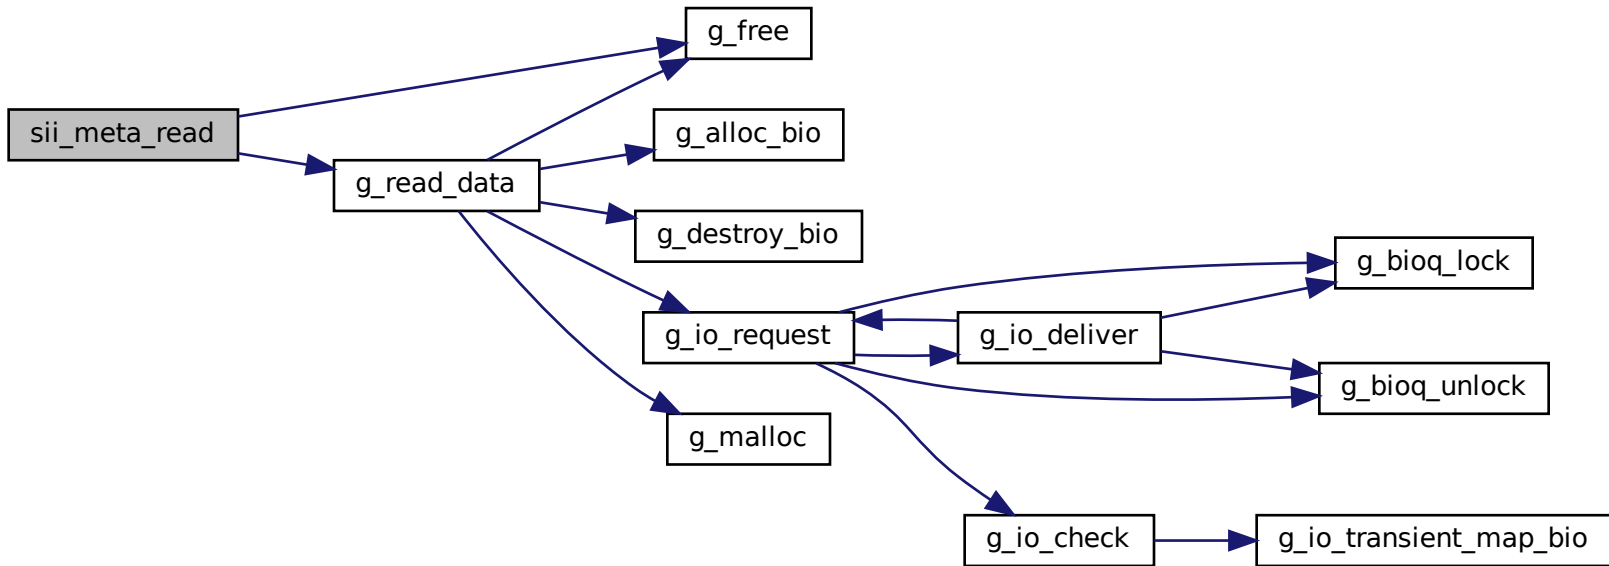 g_free
sii_meta_read
g_alloc_bio
g_read_data
g_destroy_bio
g_bioq_lock
g_io_request
g_io_deliver
g_bioq_unlock
g_malloc
g_io_check
g_io_transient_map_bio